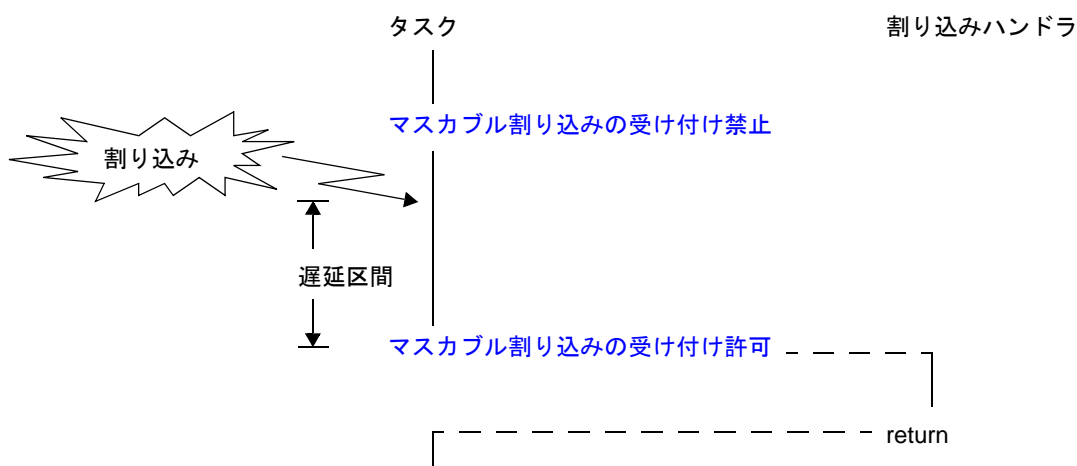 タスク
割り込みハンドラ
マスカブル割り込みの受け付け禁止
割り込み
遅延区間
マスカブル割り込みの受け付け許可
return